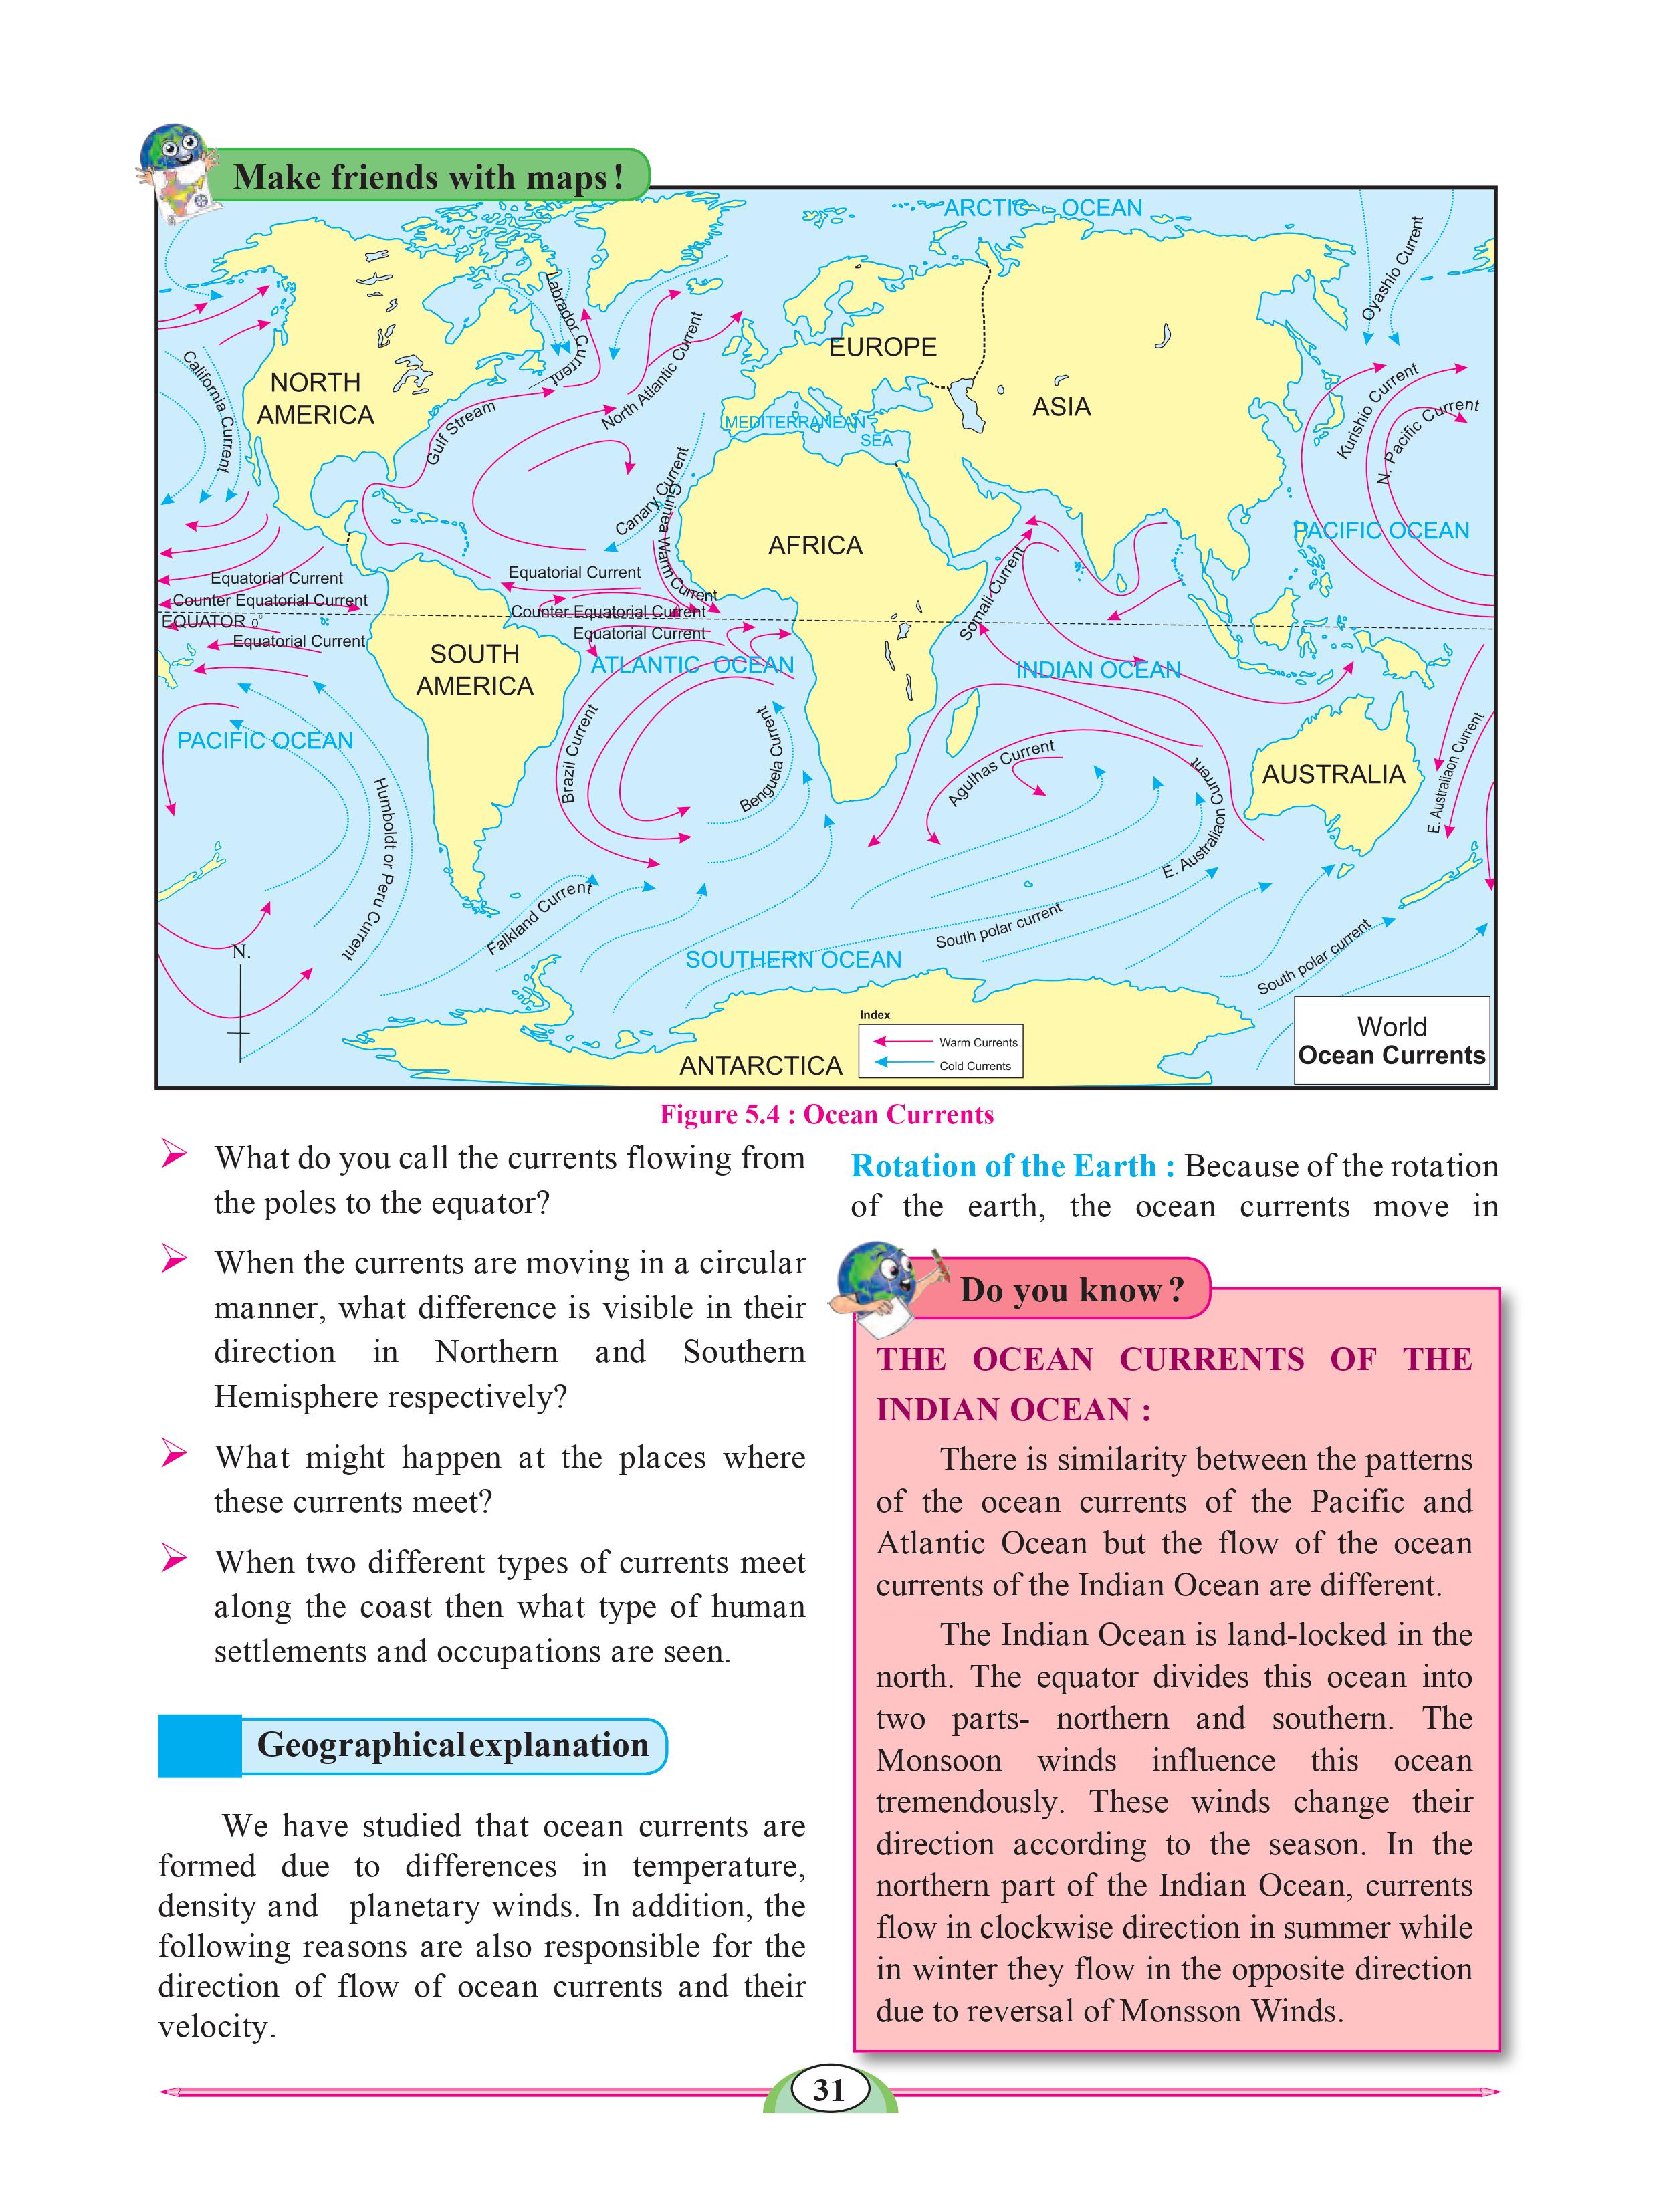 Make friends with maps !
ARCTIC OCEAN
Oyashio Current
Labrador Current
EUROPE
North Atlantic Current
California Current
NORTH
AMERICA
ASIA
Kurishio Current
N. Pacific Current
Gulf Stream
MEDITERRANEAN
SEA
Canary Current
Guinea Warm Current
PACIFIC OCEAN
AFRICA
Somali Current
Equatorial Current
Equatorial Current
Counter Equatorial Current
Counter Equatorial Current
EQUATOR 0°
Equatorial Current
Equatorial Current
SOUTH
AMERICA
ATLANTIC OCEAN
INDIAN OCEAN
PACIFIC OCEAN
Brazil Current
Benguela Current
Agulhas Current
AUSTRALIA
E. Australiaon Current
E. Australiaon Current
Humboldt or Peru Current
Falkland Current
South polar current
South polar current
N.
SOUTHERN OCEAN
ANTARCTICA
Index
Warm Currents
Cold Currents
World
Ocean Currents
Figure 5.4 : Ocean Currents
What do you call the currents flowing from
the poles to the equator?
When the currents are moving in a circular
manner, what difference is visible in their
direction in Northern and Southern
Hemisphere respectively?
What might happen at the places where
these currents meet?
When two different types of currents meet
along the coast then what type of human
settlements and occupations are seen.
Geographical explanation
We have studied that ocean currents are
formed due to differences in temperature,
density and planetary winds. In addition, the
following reasons are also responsible for the
direction of flow of ocean currents and their
velocity.
Rotation of the Earth : Because of the rotation
of the earth, the ocean currents move in
Do you know ?
THE OCEAN CURRENTS OF THE
INDIAN OCEAN :
There is similarity between the patterns
of the ocean currents of the Pacific and
Atlantic Ocean but the flow of the ocean
currents of the Indian Ocean are different.
The Indian Ocean is land-locked in the
north. The equator divides this ocean into
two parts- northern and southern. The
Monsoon winds influence this ocean
tremendously. These winds change their
direction according to the season. In the
northern part of the Indian Ocean, currents
flow in clockwise direction in summer while
in winter they flow in the opposite direction
due to reversal of Monsson Winds.
31